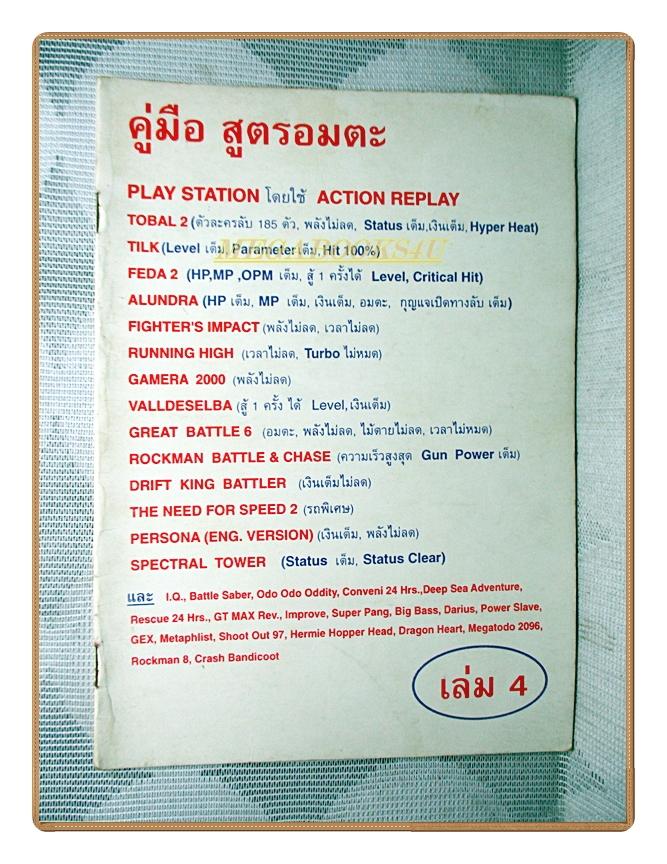 คู่มือ สูตรอมตะ
PLAY STATION โดยใช้ ACTION REPLAY
TOBAL 2 (ตัวละครลับ 185 ตัว, พลังไม่ลด, Status เต็ม,เงินเต็ม, Hyper Heat)
TILK (Level เต็ม, Parameter เต็ม, Hit 100%)
MEGABOOKS4U
FEDA 2 (HP,MP ,OPM เต็ม, สู้ 1 ครั้งได้ Level, Critical Hit)
ALUNDRA (HP เต็ม, MP เต็ม, เงินเต็ม, อมตะ, กุญแจเปิดทางลับ เต็ม)
FIGHTER'S IMPACT (พลังไม่ลด, เวลาไม่ลด)
RUNNING HIGH (เวลาไม่ลด, Turbo ไม่หมด)
GAMERA 2000 (พลังไม่ลด)
VALLDESELBA (สู้ 1 ครั้ง ได้ Level, เงินเต็ม)
GREAT BATTLE 6 (อมตะ, พลังไม่ลด, ไม้ตายไม่ลด, เวลาไม่หมด)
ROCKMAN BATTLE & CHASE (ความเร็วสูงสุด Gun Power เต็ม)
DRIFT KING BATTLER (เงินเต็มไม่ลด)
THE NEED FOR SPEED 2 (รถพิเศษ)
PERSONA (ENG. VERSION) (เงินเต็ม, พลังไม่ลด)
SPECTRAL TOWER (Status เต็ม, Status Clear)
และ I.Q., Battle Saber, Odo Odo Oddity, Conveni 24 Hrs.,Deep Sea Adventure,
Rescue 24 Hrs., GT MAX Rev., Improve, Super Pang, Big Bass, Darius, Power Slave,
GEX, Metaphlist, Shoot Out 97, Hermie Hopper Head, Dragon Heart, Megatodo 2096,
Rockman 8, Crash Bandicoot
เล่ม 4